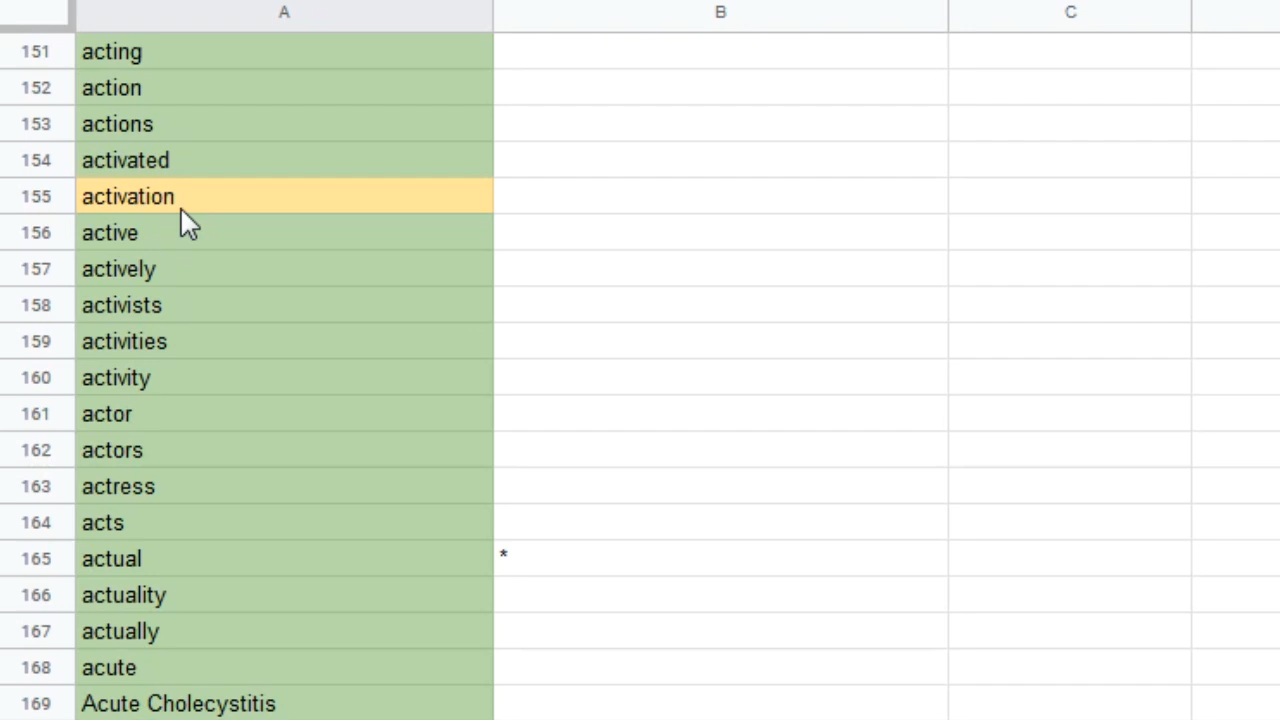 A B C
151 acting
152 action
153 actions
154 activated
155 activation
156 active
157 actively
158 activists
159 activities
160 activity
161 actor
162 actors
163 actress
164 acts
165 actual *
166 actuality
167 actually
168 acute
169 Acute Cholecystitis